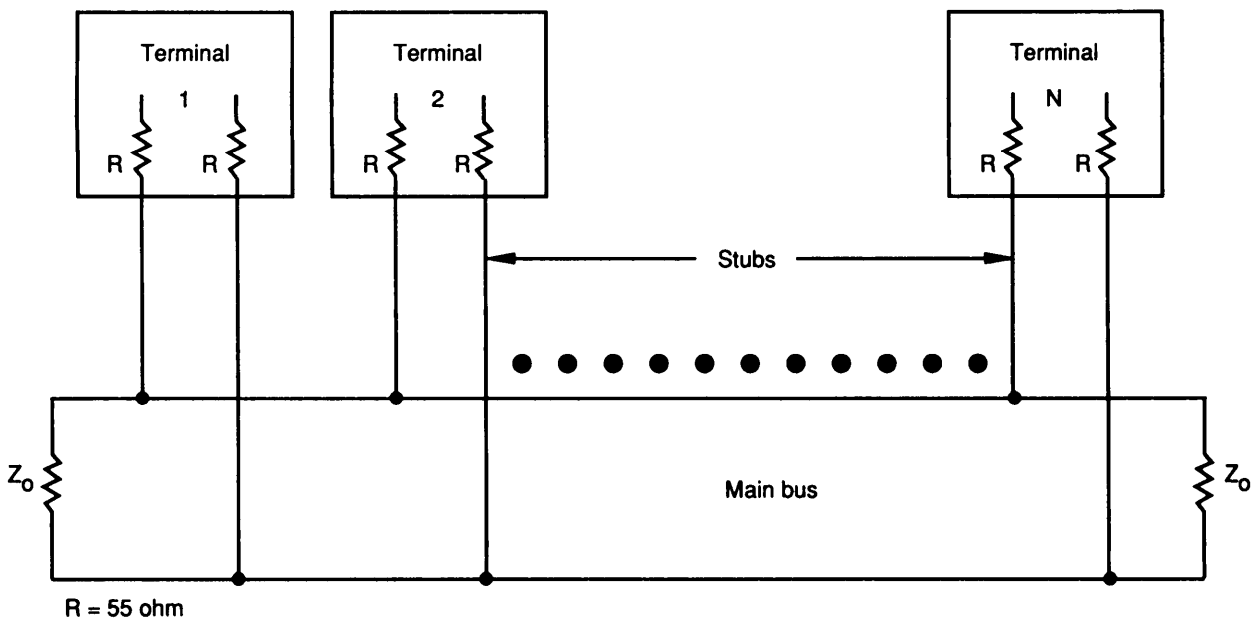 Terminal
1
R
R
Terminal
2
R
R
Terminal
N
R
R
Stubs
Zo
Main bus
Zo
R = 55 ohm